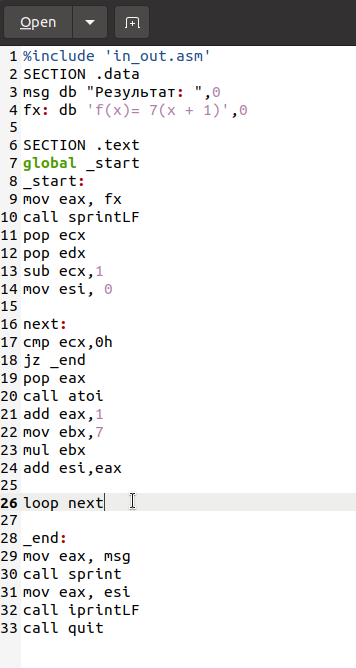 Open
1 %include 'in_out.asm'
2 SECTION .data
3 msg db "Результат: ",0
4 fx: db 'f(x)= 7(x + 1)',0
5
6 SECTION .text
7 global _start
8 _start:
9 mov eax, fx
10 call sprintLF
11 pop ecx
12 pop edx
13 sub ecx,1
14 mov esi, 0
15
16 next:
17 cmp ecx,0h
18 jz _end
19 pop eax
20 call atoi
21 add eax,1
22 mov ebx,7
23 mul ebx
24 add esi,eax
25
26 loop next
27
28 _end:
29 mov eax, msg
30 call sprint
31 mov eax, esi
32 call iprintLF
33 call quit